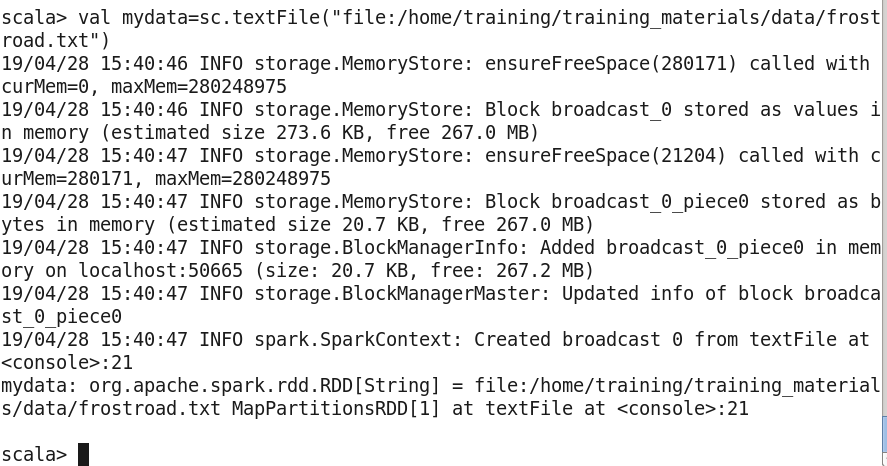 scala> val mydata=sc.textFile("file:/home/training/training_materials/data/frost
road.txt")
19/04/28 15:40:46 INFO storage.MemoryStore: ensureFreeSpace(280171) called with
curMem=0, maxMem=280248975
19/04/28 15:40:46 INFO storage.MemoryStore: Block broadcast_0 stored as values i
n memory (estimated size 273.6 KB, free 267.0 MB)
19/04/28 15:40:47 INFO storage.MemoryStore: ensureFreeSpace(21204) called with c
urMem=280171, maxMem=280248975
19/04/28 15:40:47 INFO storage.MemoryStore: Block broadcast_0_piece0 stored as b
ytes in memory (estimated size 20.7 KB, free 267.0 MB)
19/04/28 15:40:47 INFO storage.BlockManagerInfo: Added broadcast_0_piece0 in mem
ory on localhost:50665 (size: 20.7 KB, free: 267.2 MB)
19/04/28 15:40:47 INFO storage.BlockManagerMaster: Updated info of block broadca
st_0_piece0
19/04/28 15:40:47 INFO spark.SparkContext: Created broadcast 0 from textFile at
<console>:21
mydata: org.apache.spark.rdd.RDD[String] = file:/home/training/training_material
s/data/frostroad.txt MapPartitionsRDD[1] at textFile at <console>:21
scala>